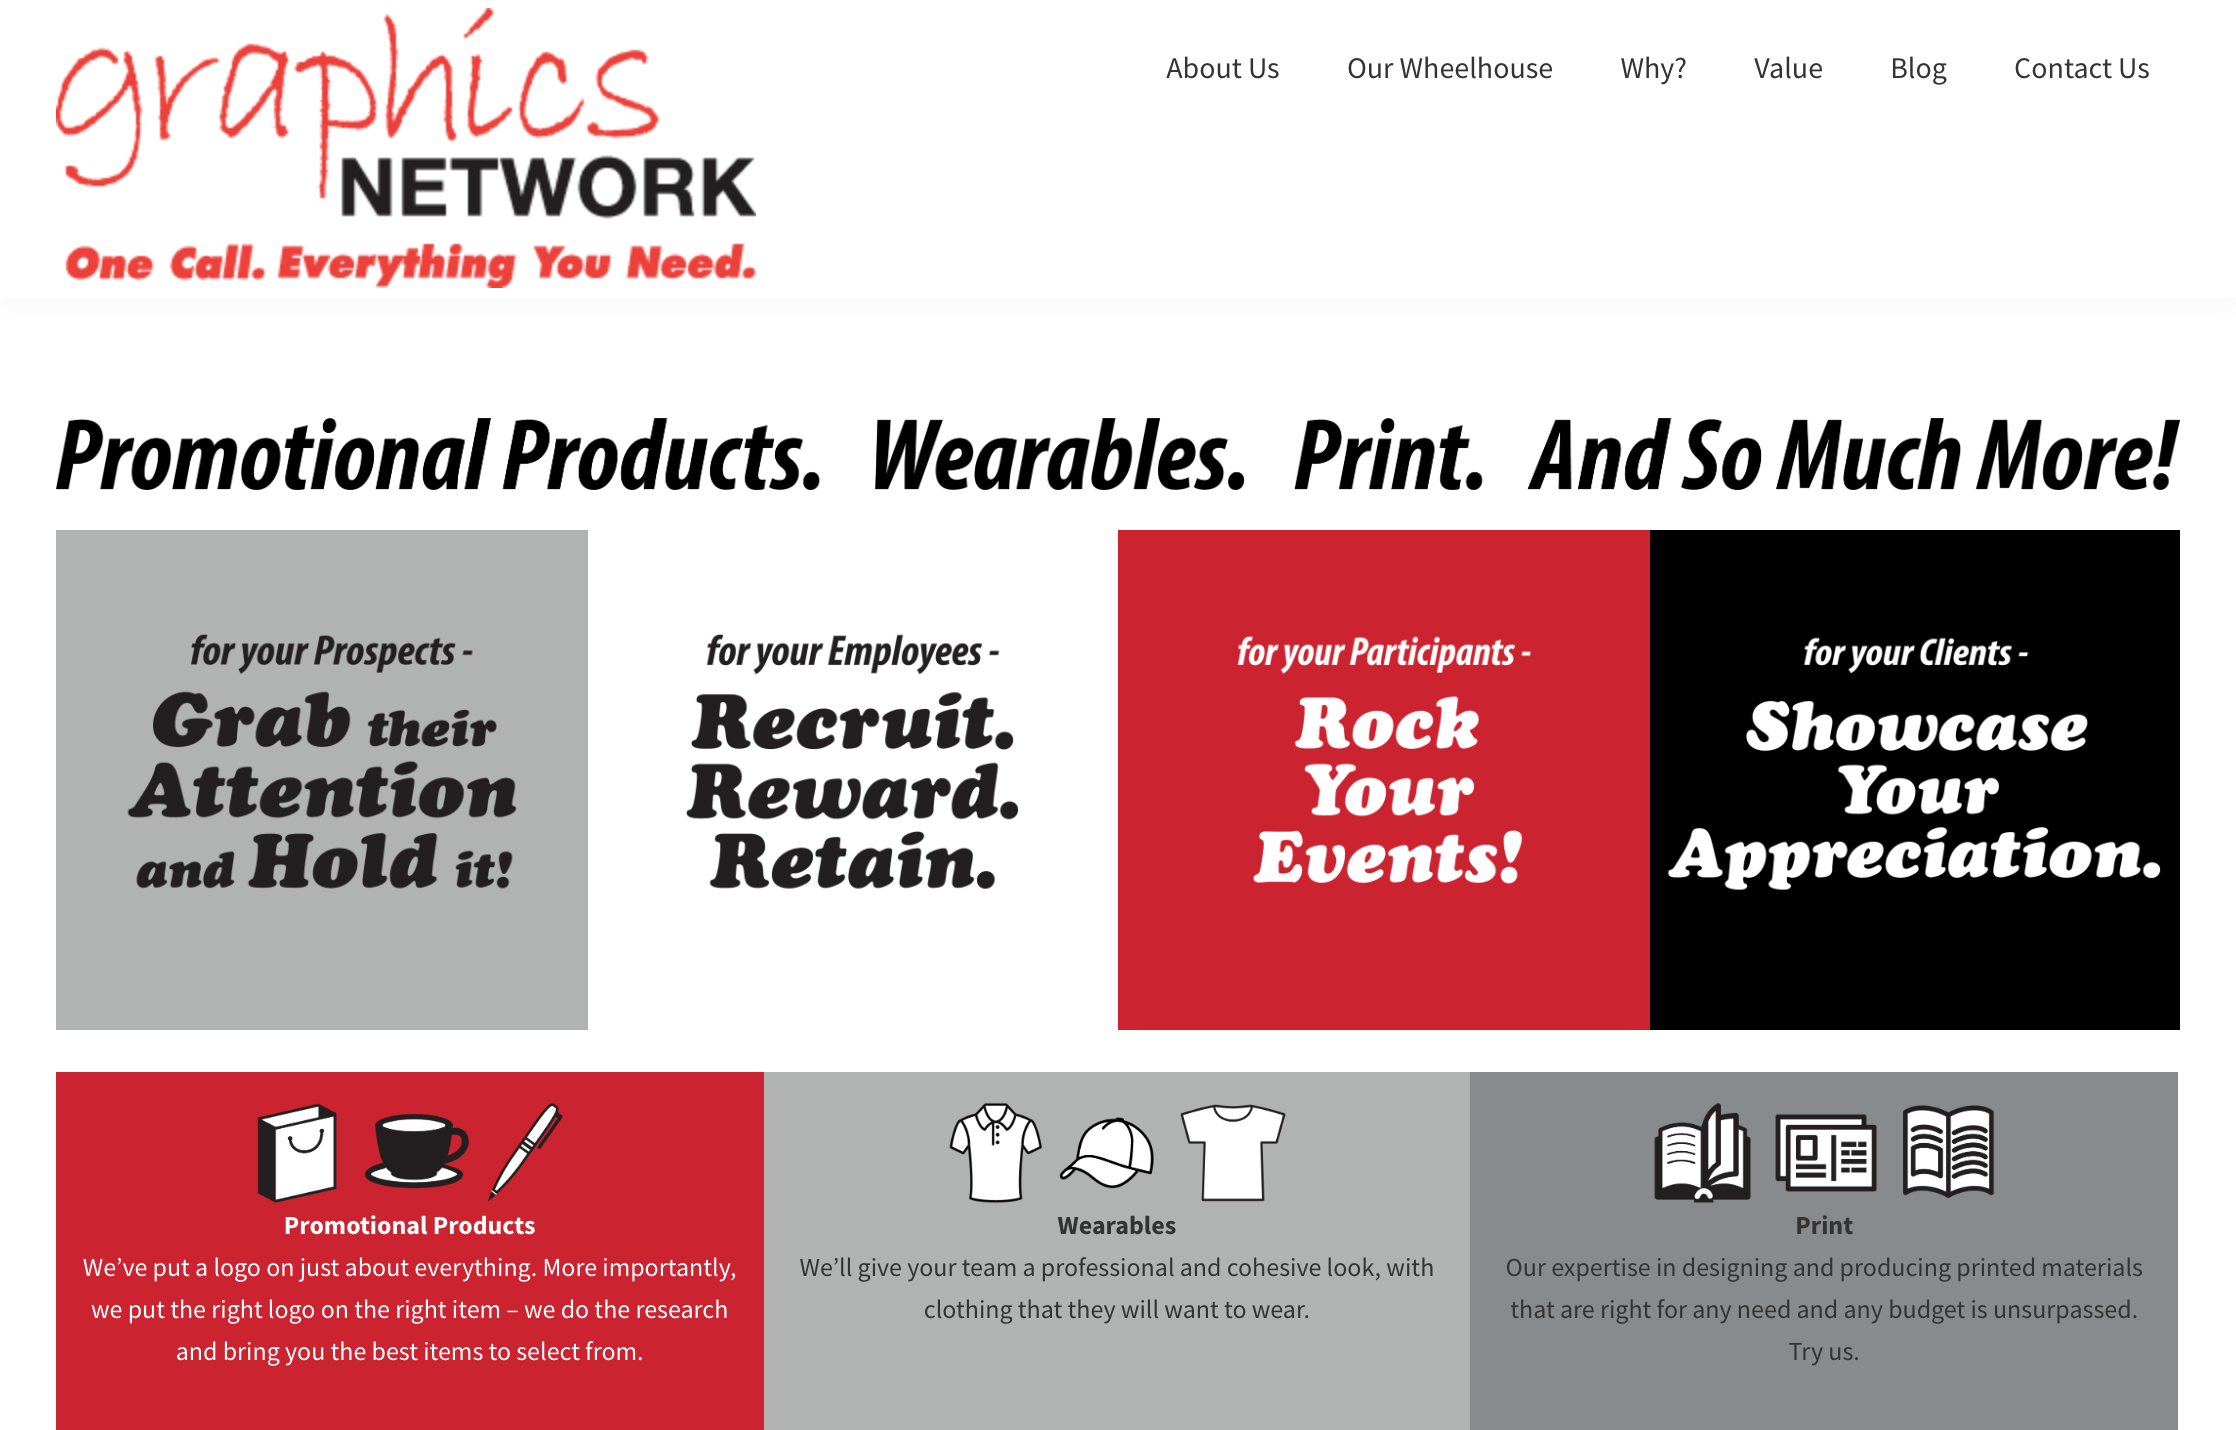 graphics
NETWORK
One Call. Everything You Need.
About Us Our Wheelhouse Why? Value Blog Contact Us
Promotional Products. Wearables. Print. And So Much More!
for your Prospects -
Grab their
Attention
and Hold it!
for your Employees -
Recruit.
Reward.
Retain.
for your Participants -
Rock
Your
Events!
for your Clients -
Showcase
Your
Appreciation.
Promotional Products
We’ve put a logo on just about everything. More importantly,
we put the right logo on the right item – we do the research
and bring you the best items to select from.
Wearables
We’ll give your team a professional and cohesive look, with
clothing that they will want to wear.
Print
Our expertise in designing and producing printed materials
that are right for any need and any budget is unsurpassed.
Try us.